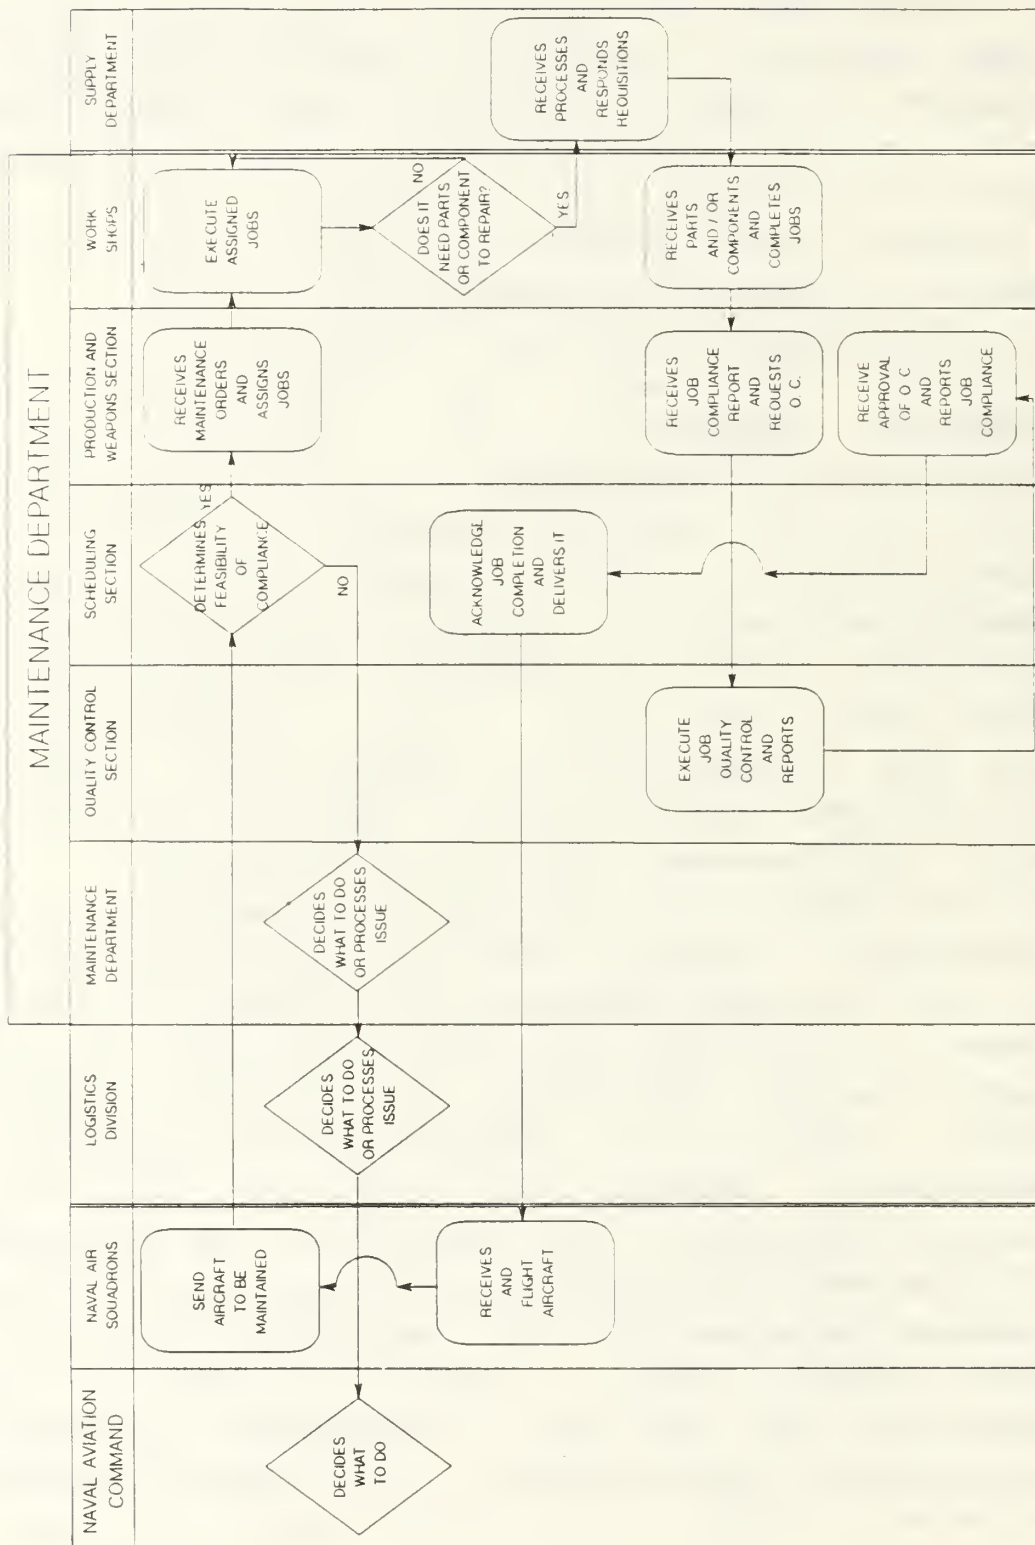 MAINTENANCE DEPARTMENT
NAVAL AVIATION
COMMAND
NAVAL AIR
SQUADRONS
LOGISTICS
DIVISION
MAINTENANCE
DEPARTMENT
QUALITY CONTROL
SECTION
SCHEDULING
SECTION
PRODUCTION AND
WEAPONS SECTION
WORK
SHOPS
SUPPLY
DEPARTMENT
SEND
AIRCRAFT
TO BE
MAINTAINED
DETERMINES
FEASIBILITY
OF
COMPLIANCE
YES
NO
RECEIVES
MAINTENANCE
ORDERS
AND
ASSIGNS
JOBS
EXECUTE
ASSIGNED
JOBS
DECIDES
WHAT
TO DO
DECIDES
WHAT TO DO
OR PROCESSES
ISSUE
DECIDES
WHAT TO DO
OR PROCESSES
ISSUE
DOES IT
NEED PARTS
OR COMPONENT
TO REPAIR?
NO
YES
RECEIVES
AND
FLIGHT
AIRCRAFT
ACKNOWLEDGE
JOB
COMPLETION
AND
DELIVERS IT
RECEIVES
PROCESSES
AND
RESPONDS
REQUISITIONS
EXECUTE
JOB
QUALITY
CONTROL
AND
REPORTS
RECEIVES
JOB
COMPLIANCE
REPORT
AND
REQUESTS
Q. C.
RECEIVES
PARTS
AND / OR
COMPONENTS
AND
COMPLETES
JOBS
RECEIVE
APPROVAL
OF Q C
AND
REPORTS
JOB
COMPLIANCE